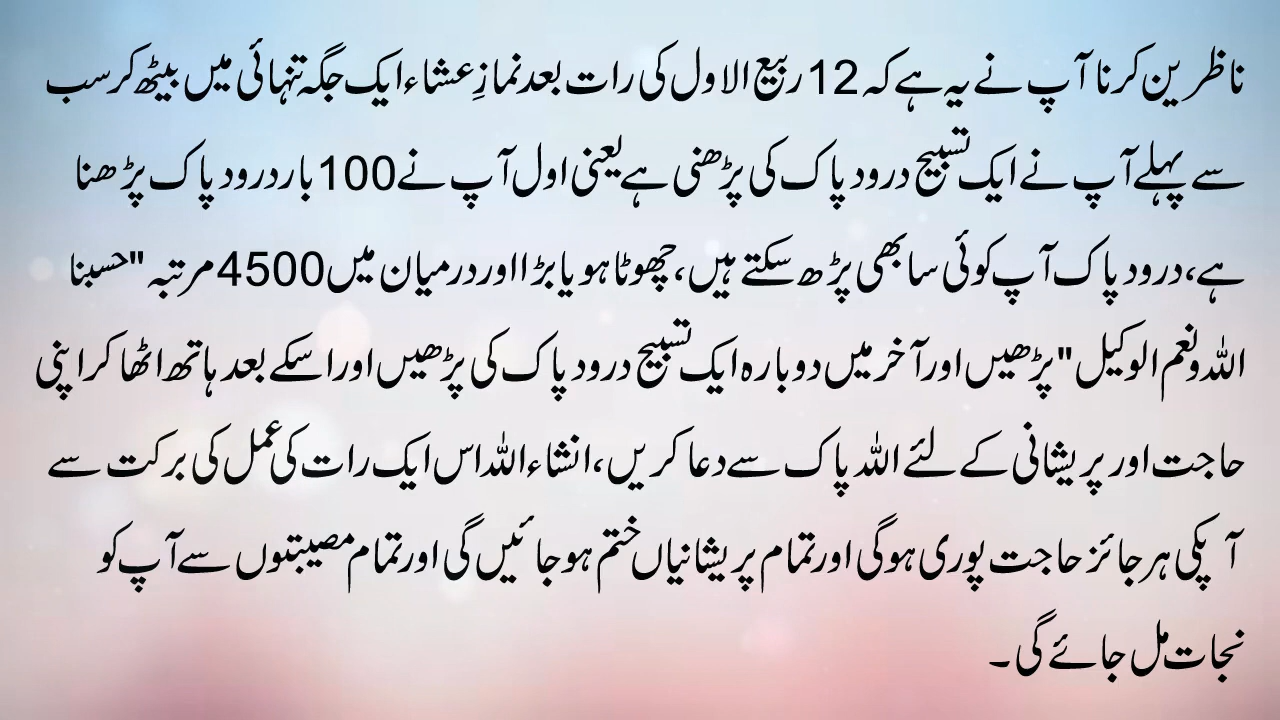 ناظرین کرنا آپ نے یہ ہے کہ 12 ربیع الاول کی رات بعد نمازِ عشاء ایک جگہ تنہائی میں بیٹھ کر سب
سے پہلے آپ نے ایک تسبیح درود پاک کی پڑھنی ہے یعنی اول آپ نے 100 بار درود پاک پڑھنا
ہے، درود پاک آپ کوئی سا بھی پڑھ سکتے ہیں، چھوٹا ہو یا بڑا اور درمیان میں 4500 مرتبہ "حسبنا
اللہ ونعم الوکیل" پڑھیں اور آخر میں دوبارہ ایک تسبیح درود پاک کی پڑھیں اور اسکے بعد ہاتھ اٹھا کر اپنی
حاجت اور پریشانی کے لئے اللہ پاک سے دعا کریں، انشاء اللہ اس ایک رات کی عمل کی برکت سے
آپکی ہر جائز حاجت پوری ہوگی اور تمام پریشانیاں ختم ہو جائیں گی اور تمام مصیبتوں سے آپ کو
نجات مل جائے گی۔